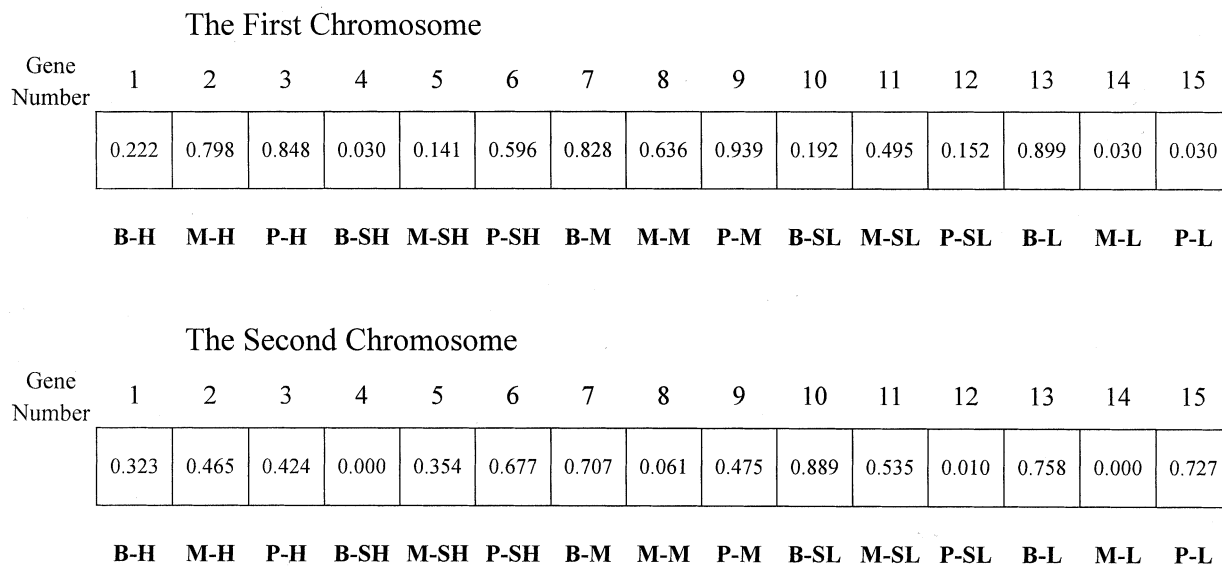 The First Chromosome
Gene Number 1 2 3 4 5 6 7 8 9 10 11 12 13 14 15
0.222 0.798 0.848 0.030 0.141 0.596 0.828 0.636 0.939 0.192 0.495 0.152 0.899 0.030 0.030
B-H M-H P-H B-SH M-SH P-SH B-M M-M P-M B-SL M-SL P-SL B-L M-L P-L
The Second Chromosome
Gene Number 1 2 3 4 5 6 7 8 9 10 11 12 13 14 15
0.323 0.465 0.424 0.000 0.354 0.677 0.707 0.061 0.475 0.889 0.535 0.010 0.758 0.000 0.727
B-H M-H P-H B-SH M-SH P-SH B-M M-M P-M B-SL M-SL P-SL B-L M-L P-L